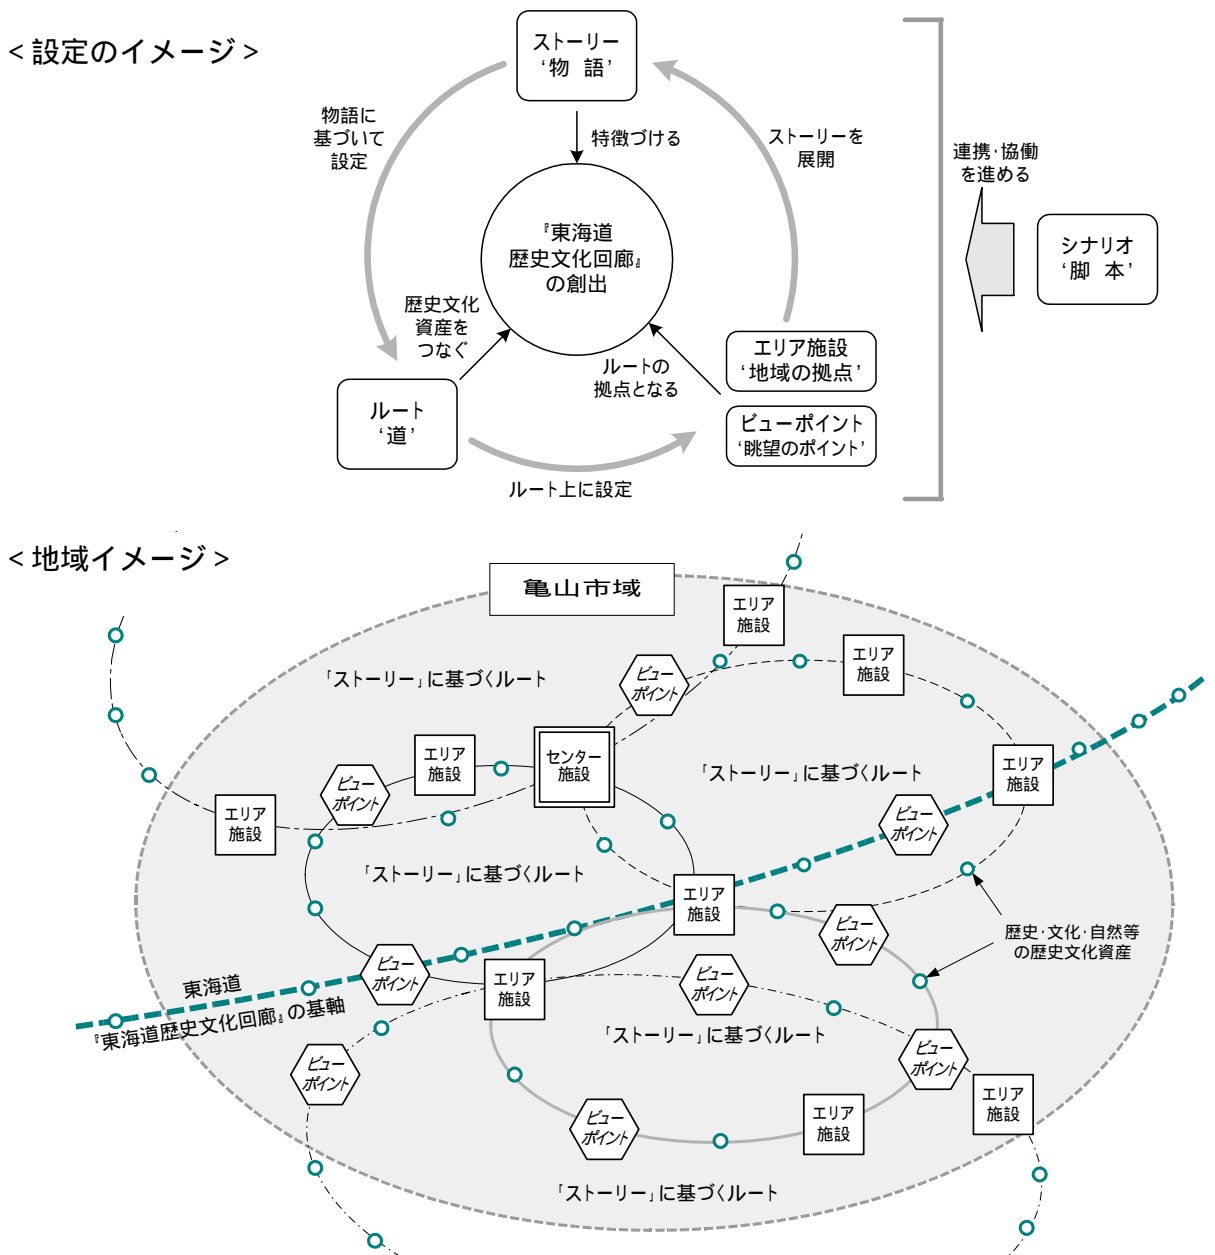 ＜設定のイメージ＞
ストーリー
‘物 語’
物語に
基づいて
設定
特徴づける
ストーリーを
展開
連携・協働
を進める
シナリオ
‘脚 本’
『東海道
歴史文化回廊』
の創出
歴史文化
資産を
つなぐ
ルートの
拠点となる
エリア施設
‘地域の拠点’
ルート
‘道’
ビューポイント
‘眺望のポイント’
ルート上に設定
＜地域イメージ＞
亀山市域
エリア
施設
エリア
施設
「ストーリー」に基づくルート
ビュー
ポイント
エリア
施設
センター
施設
エリア
施設
「ストーリー」に基づくルート
ビュー
ポイント
エリア
施設
ビュー
ポイント
「ストーリー」に基づくルート
エリア
施設
ビュー
ポイント
歴史・文化・自然等
の歴史文化資産
ビュー
ポイント
エリア
施設
ビュー
ポイント
東海道
『東海道歴史文化回廊』の基軸
「ストーリー」に基づくルート
ビュー
ポイント
ビュー
ポイント
エリア
施設
ビュー
ポイント
エリア
施設
「ストーリー」に基づくルート